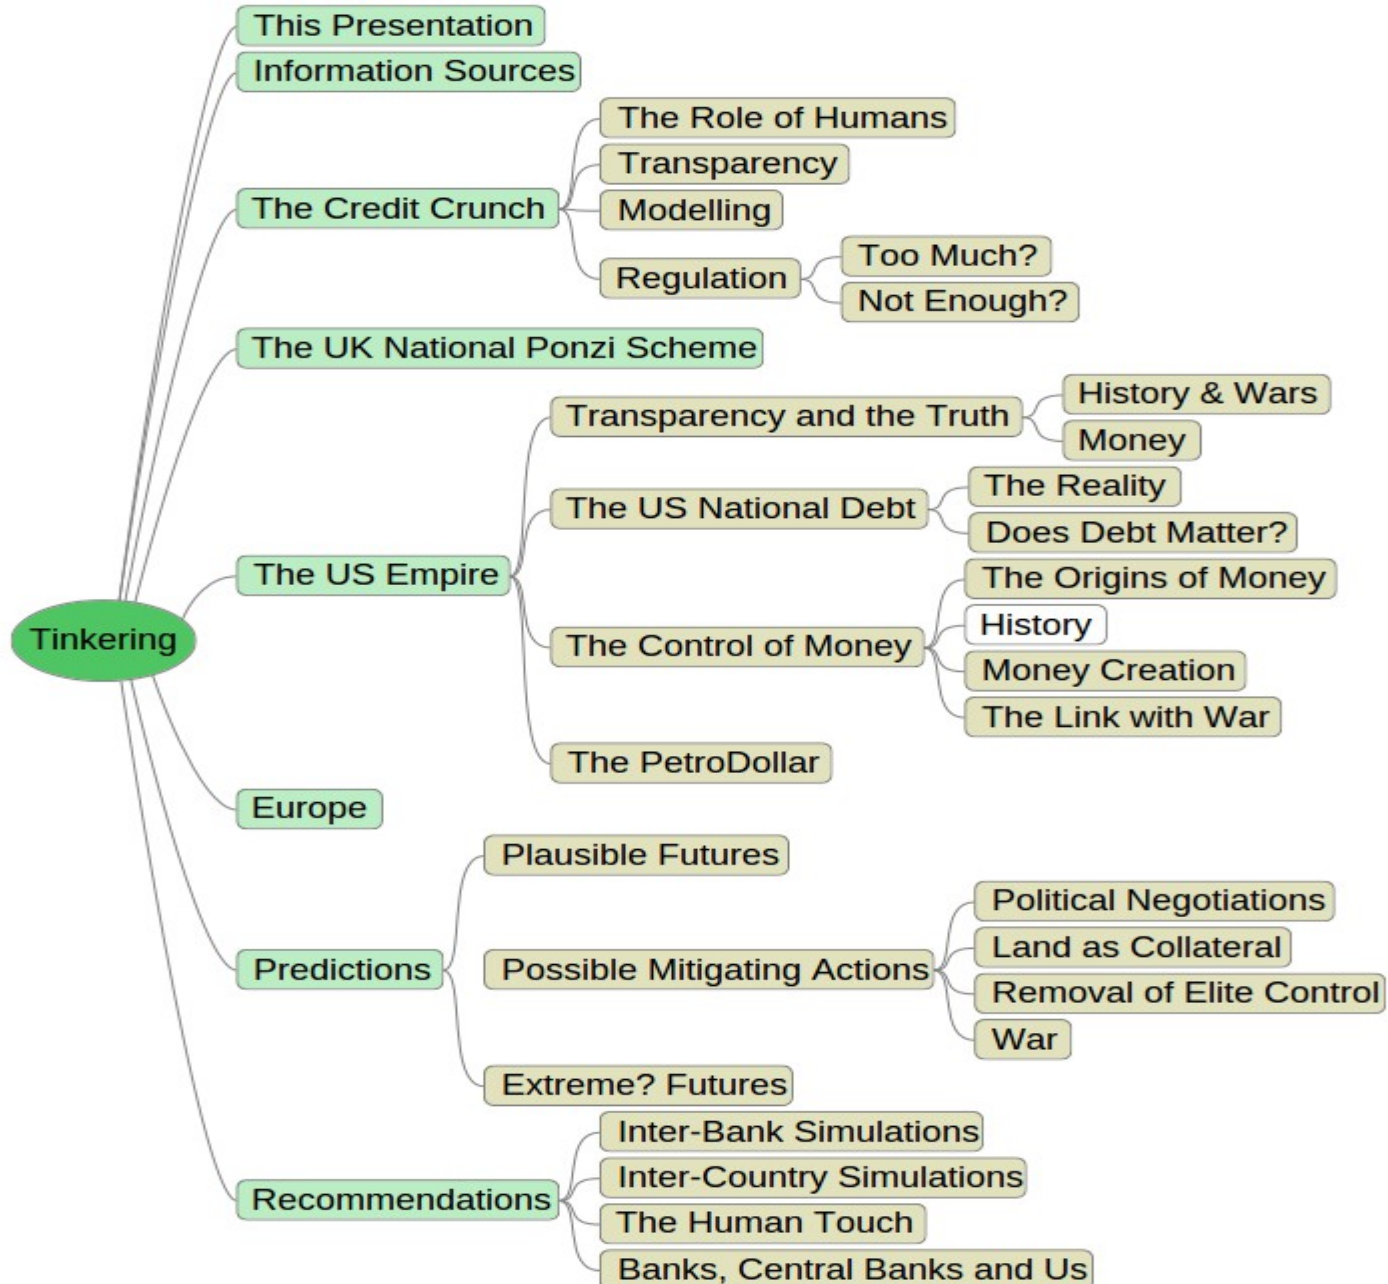 This Presentation
Information Sources
The Role of Humans
Transparency
The Credit Crunch
Modelling
Regulation
Too Much?
Not Enough?
The UK National Ponzi Scheme
Transparency and the Truth
History & Wars
Money
The US National Debt
The Reality
Does Debt Matter?
The US Empire
The Origins of Money
History
The Control of Money
Money Creation
The Link with War
The PetroDollar
Tinkering
Europe
Plausible Futures
Predictions
Possible Mitigating Actions
Political Negotiations
Land as Collateral
Removal of Elite Control
War
Extreme? Futures
Recommendations
Inter-Bank Simulations
Inter-Country Simulations
The Human Touch
Banks, Central Banks and Us